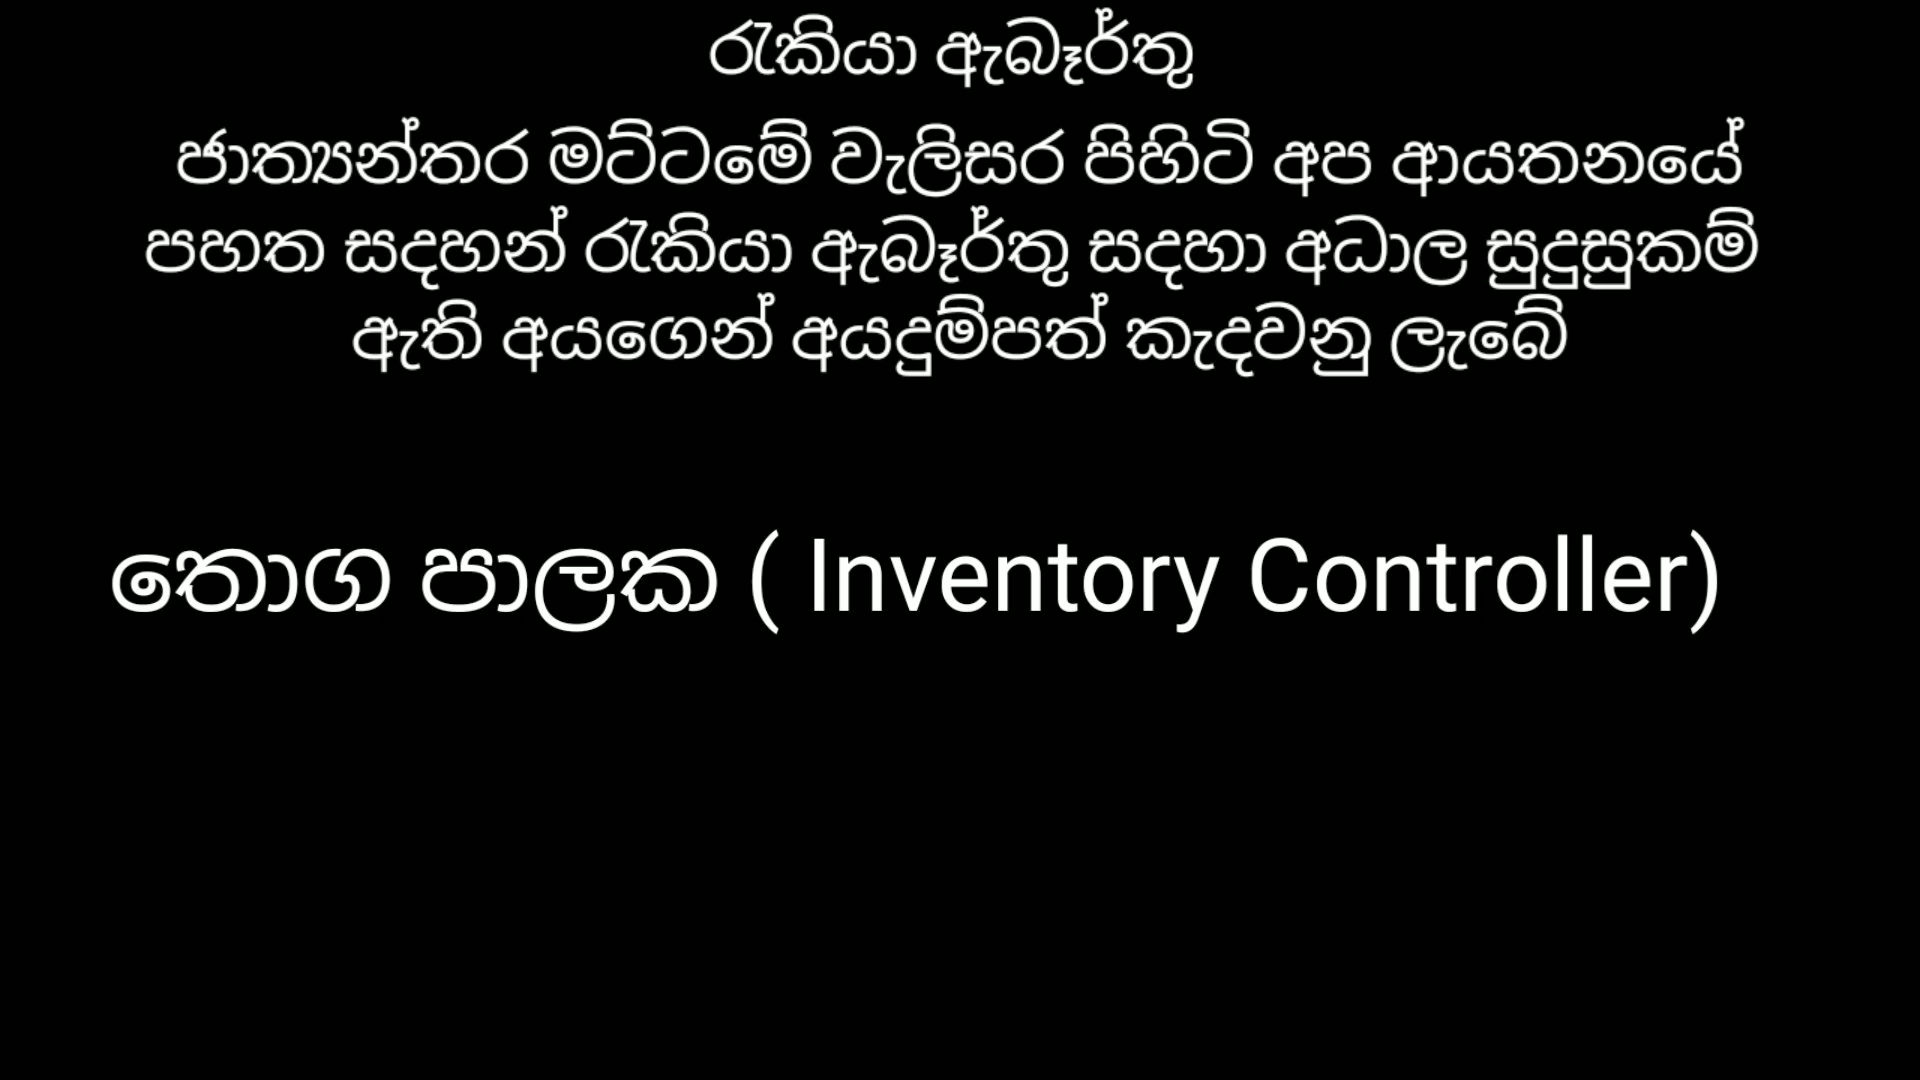 රැකියා ඇබෑර්තු
ජාත්‍යන්තර මට්ටමේ වැලිසර පිහිටි අප ආයතනයේ
පහත සදහන් රැකියා ඇබෑර්තු සදහා අධාල සුදුසුකම්
ඇති අයගෙන් අයදුම්පත් කැදවනු ලැබේ
තොග පාලක ( Inventory Controller)